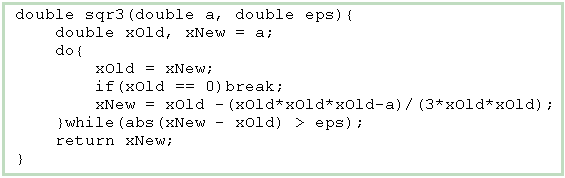 double sqr3(double a, double eps){
    double xOld, xNew = a;
    do{
        xOld = xNew;
        if(xOld == 0)break;
        xNew = xOld -(xOld*xOld*xOld-a)/(3*xOld*xOld);
    }while(abs(xNew - xOld) > eps);
    return xNew;
}